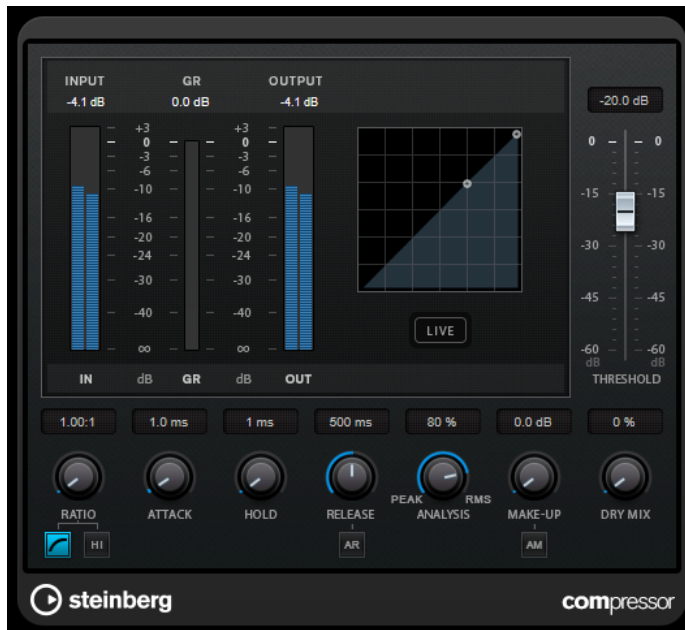 INPUT GR OUTPUT
-4.1 dB 0.0 dB -4.1 dB
-20.0 dB
+3 +3
0 0 0 0
-3 -3
-6 -6
-10 -10
-15 -15
-16 -16
-20 -20
-24 -24
-30 -30 -30 -30
-40 -40
-45 -45
∞ ∞
-60 -60
dB dB
LIVE
IN dB GR dB OUT
THRESHOLD
1.00:1 1.0 ms 1 ms 500 ms 80 % 0.0 dB 0 %
PEAK RMS
RATIO ATTACK HOLD RELEASE ANALYSIS MAKE-UP DRY MIX
HI AR AM
steinberg compressor